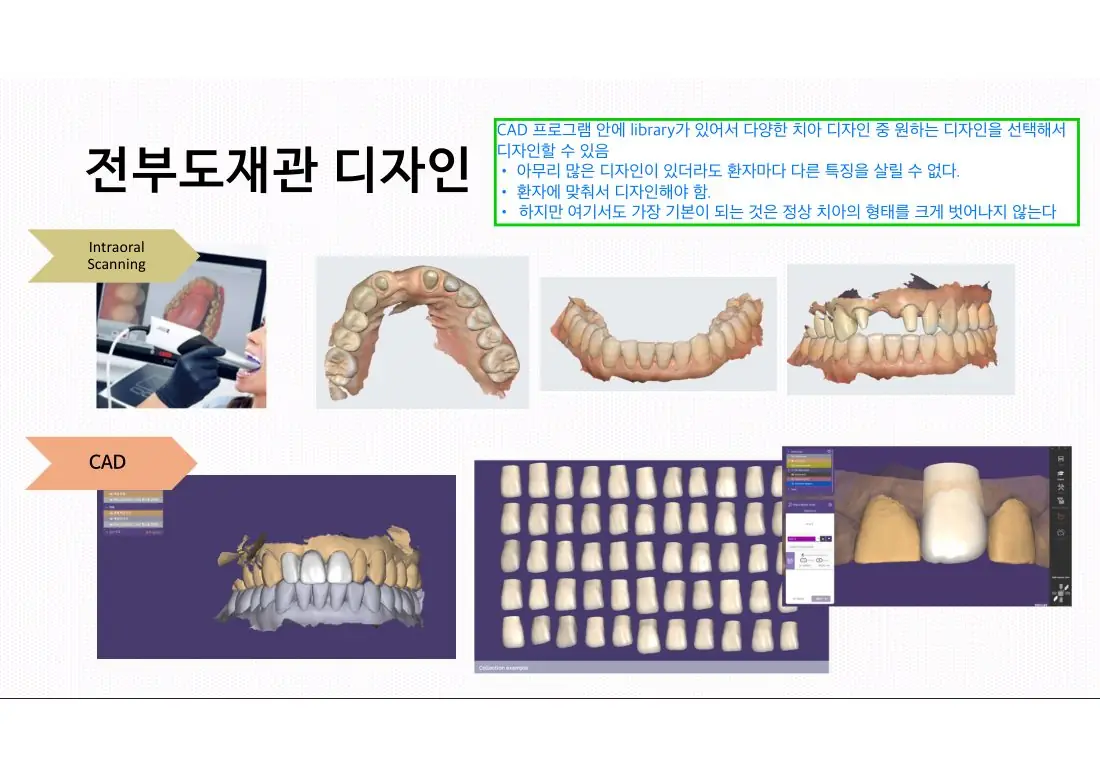 전부도재관 디자인
CAD 프로그램 안에 library가 있어서 다양한 치아 디자인 중 원하는 디자인을 선택해서
디자인할 수 있음
• 아무리 많은 디자인이 있더라도 환자마다 다른 특징을 살릴 수 없다.
• 환자에 맞춰서 디자인해야 함.
• 하지만 여기서도 가장 기본이 되는 것은 정상 치아의 형태를 크게 벗어나지 않는다
Intraoral
Scanning
CAD
Collection example